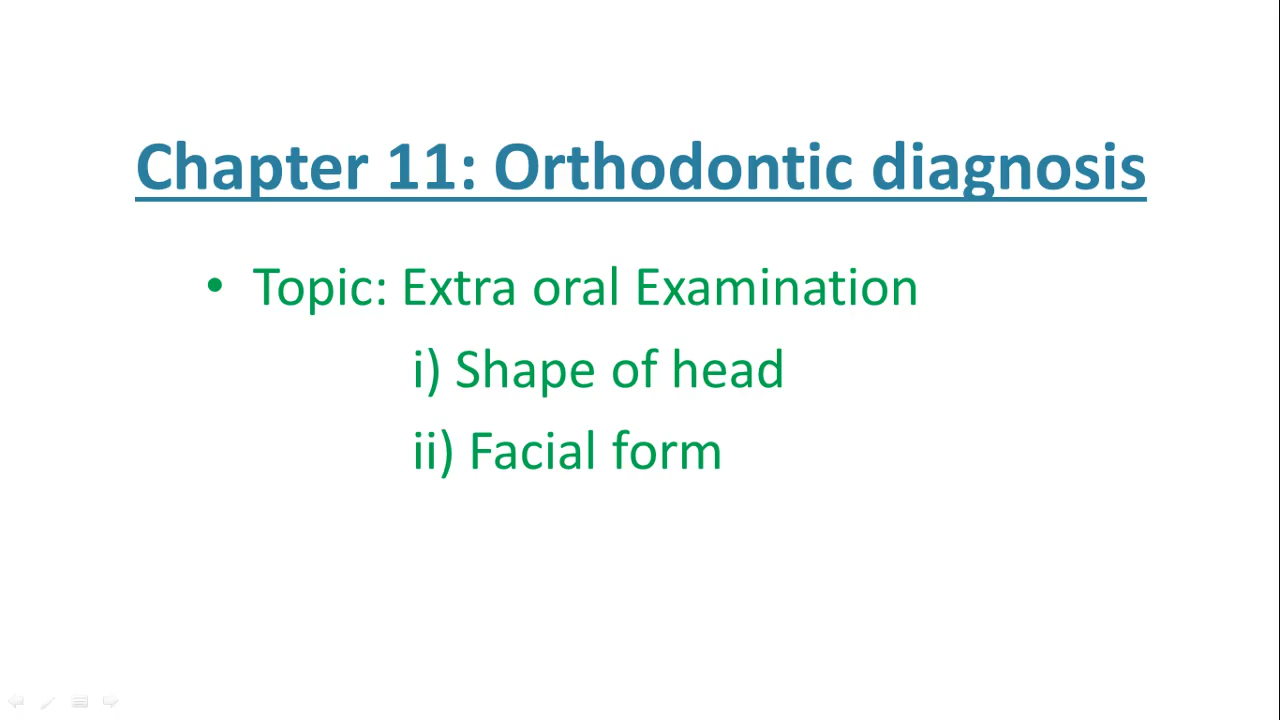 Chapter 11: Orthodontic diagnosis
• Topic: Extra oral Examination
i) Shape of head
ii) Facial form